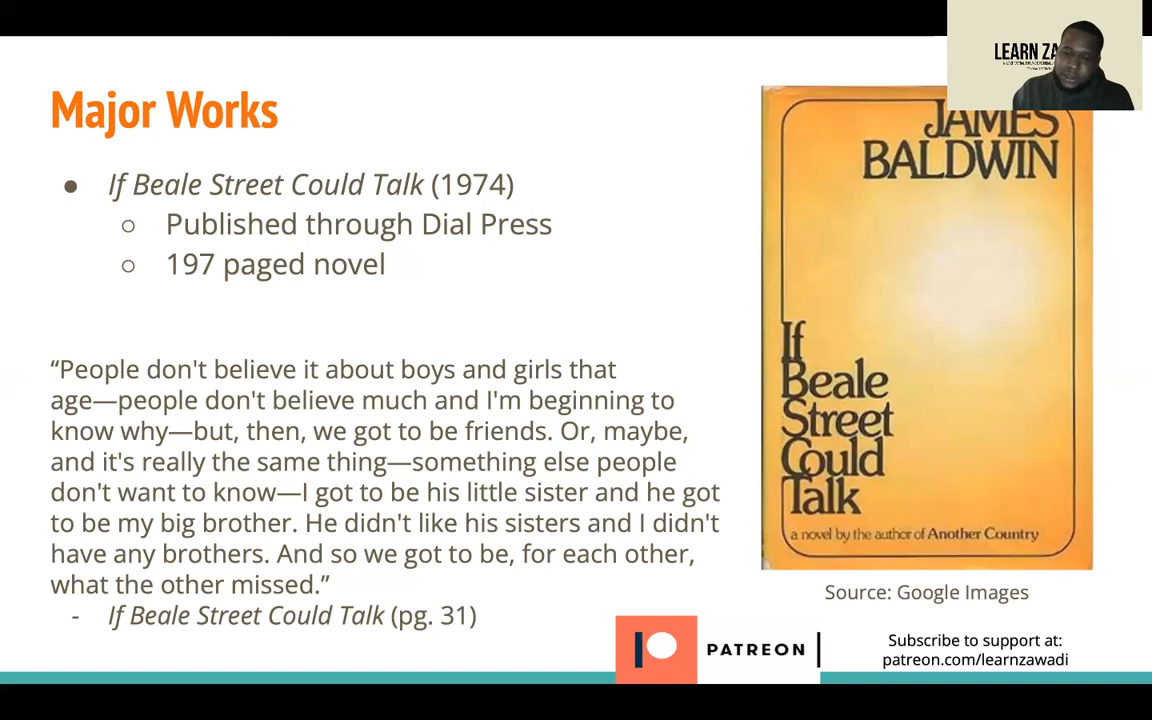 LEARN ZA
Major Works
● If Beale Street Could Talk (1974)
○ Published through Dial Press
○ 197 paged novel
“People don't believe it about boys and girls that
age—people don't believe much and I'm beginning to
know why—but, then, we got to be friends. Or, maybe,
and it's really the same thing—something else people
don't want to know—I got to be his little sister and he got
to be my big brother. He didn't like his sisters and I didn't
have any brothers. And so we got to be, for each other,
what the other missed.”
- If Beale Street Could Talk (pg. 31)
JAMES
BALDWIN
If
Beale
Street
Could
Talk
a novel by the author of Another Country
Source: Google Images
PATREON
Subscribe to support at:
patreon.com/learnzawadi